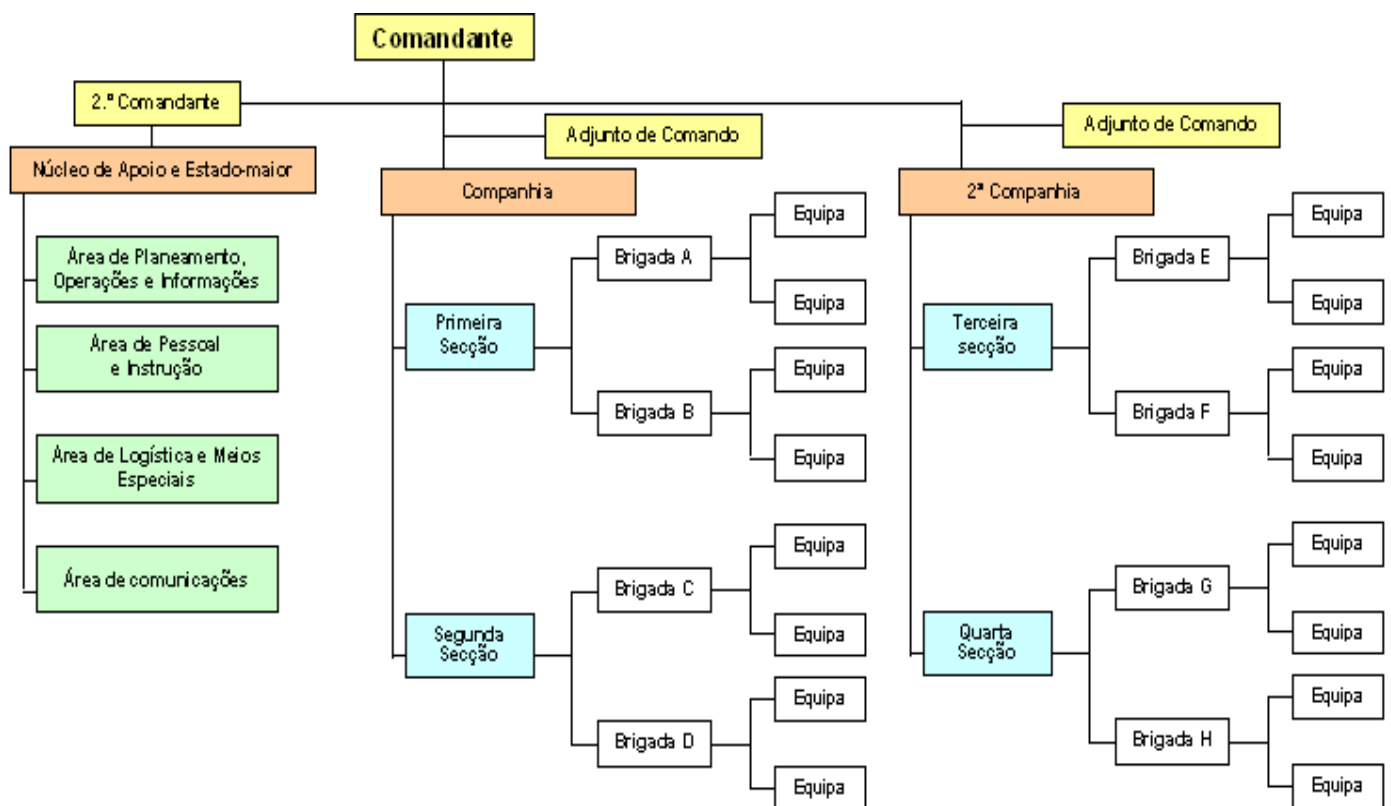 Comandante
2.º Comandante
Adjunto de Comando
Adjunto de Comando
Núcleo de Apoio e Estado-maior
Companhia
2ª Companhia
Área de Planeamento,
Operações e Informações
Área de Pessoal
e Instrução
Área de Logística e Meios
Especiais
Área de comunicações
Primeira
Secção
Brigada A
Equipa
Equipa
Brigada B
Equipa
Equipa
Segunda
Secção
Brigada C
Equipa
Equipa
Brigada D
Equipa
Equipa
Terceira
secção
Brigada E
Equipa
Equipa
Brigada F
Equipa
Equipa
Quarta
Secção
Brigada G
Equipa
Equipa
Brigada H
Equipa
Equipa